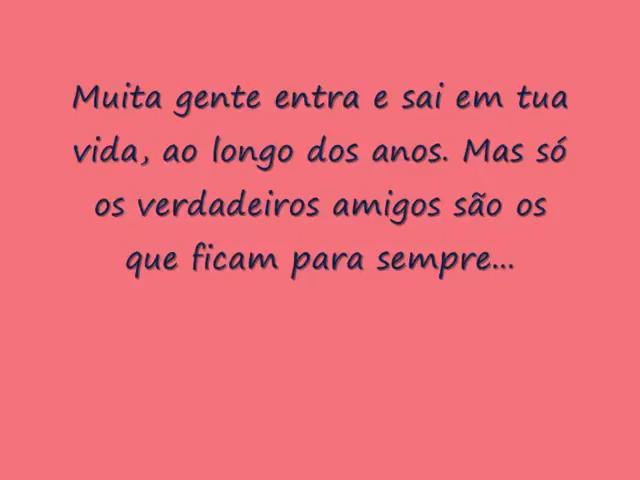 Muita gente entra e sai em tua
vida, ao longo dos anos. Mas só
os verdadeiros amigos são os
que ficam para sempre...